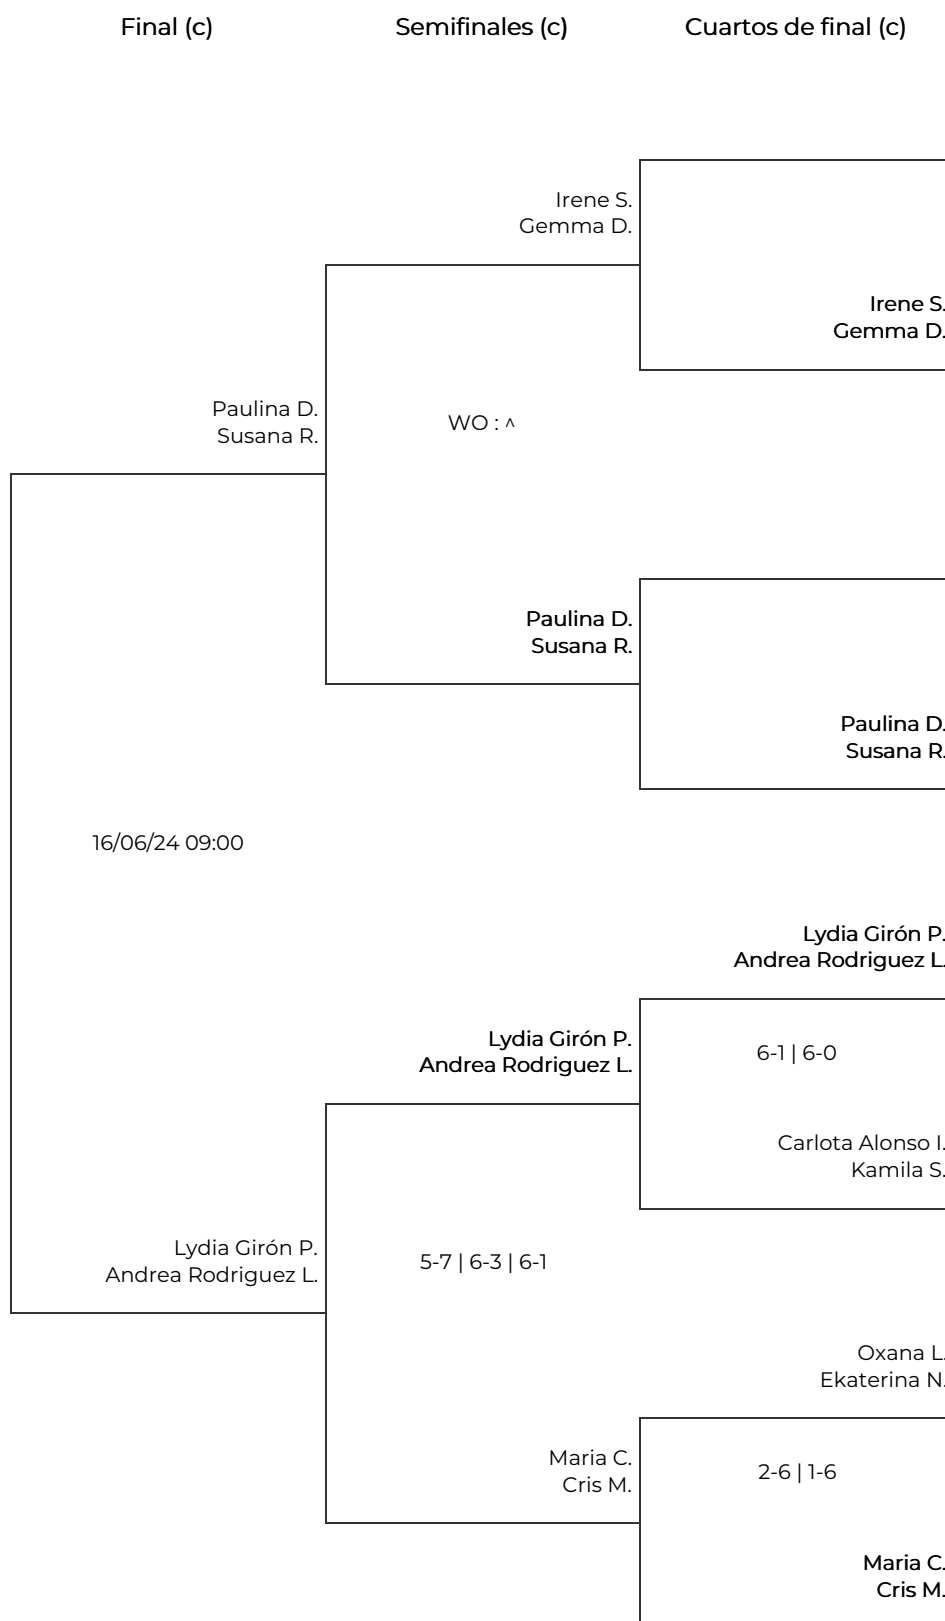 Final (c)
Semifinales (c)
Cuartos de final (c)
Irene S.
Gemma D.
Irene S.
Gemma D.
Paulina D.
Susana R.
WO : ^
Paulina D.
Susana R.
Paulina D.
Susana R.
16/06/24 09:00
Lydia Girón P.
Andrea Rodriguez L.
Lydia Girón P.
Andrea Rodriguez L.
6-1 | 6-0
Carlota Alonso I.
Kamila S.
Lydia Girón P.
Andrea Rodriguez L.
5-7 | 6-3 | 6-1
Oxana L.
Ekaterina N.
Maria C.
Cris M.
2-6 | 1-6
Maria C.
Cris M.